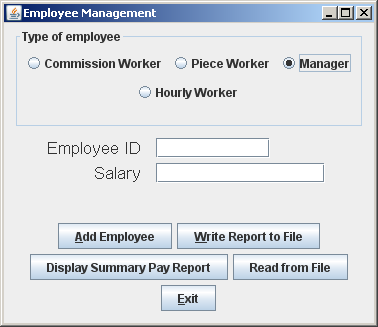 Employee Management
Type of employee
Commission Worker Piece Worker Manager
Hourly Worker
Employee ID
Salary
Add Employee Write Report to File
Display Summary Pay Report Read from File
Exit